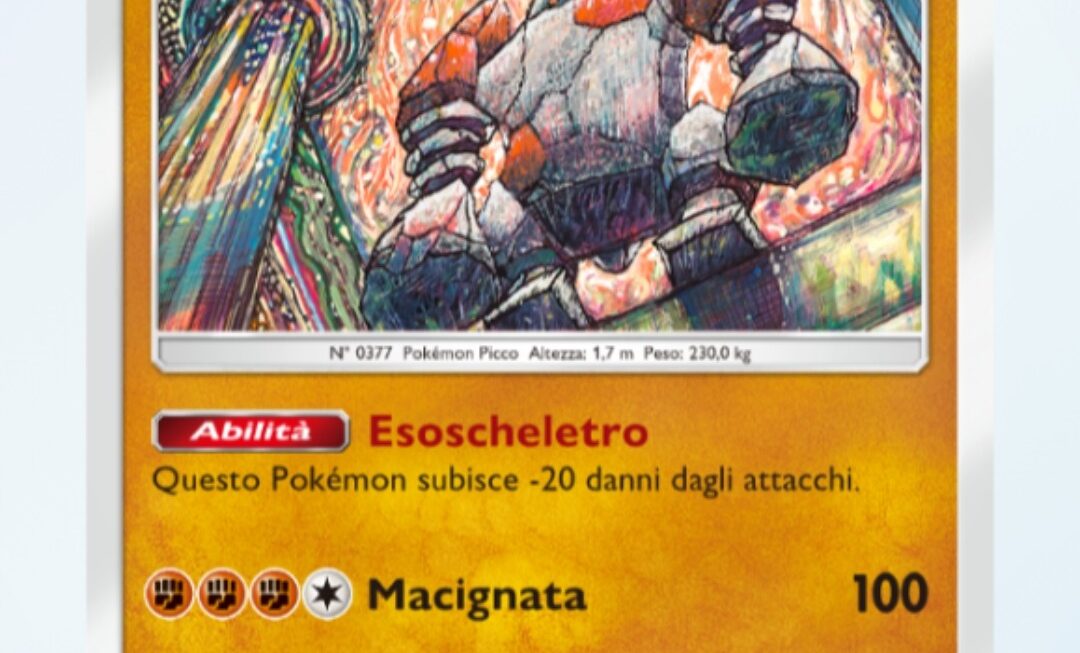 N° 0377 Pokémon Picco Altezza: 1,7 m Peso: 230,0 kg
Abilità Esoscheletro
Questo Pokémon subisce -20 danni dagli attacchi.
Macignata 100